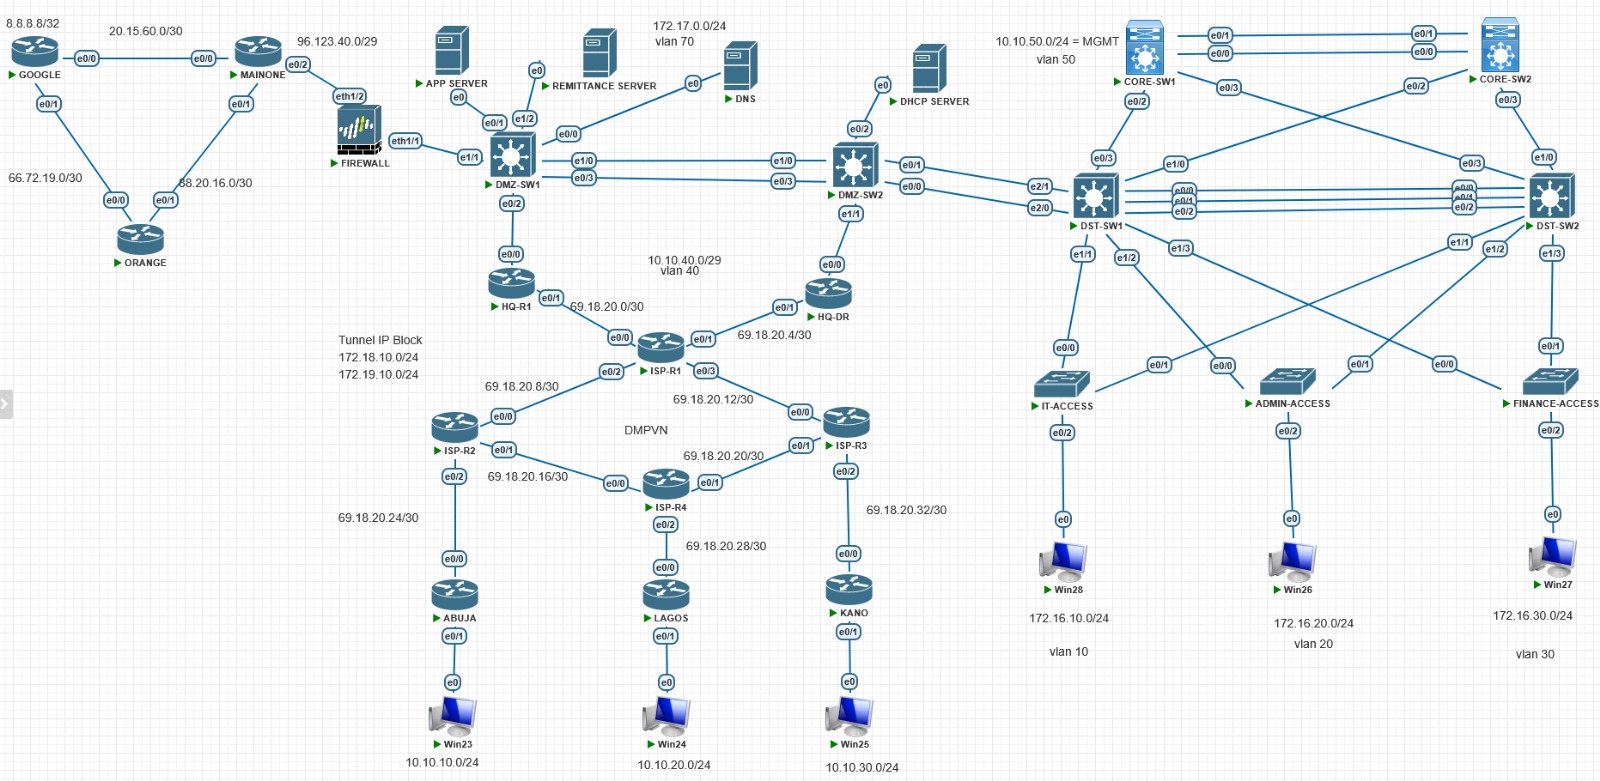 8.8.8.8/32
20.15.60.0/30
96.123.40.0/29
e0/0
e0/0
GOOGLE
MAINONE
e0/2
e0/1
e0/1
eth1/2
FIREWALL
eth1/1
66.72.19.0/30
88.20.16.0/30
e0/0
e0/1
ORANGE
172.17.0.0/24
vlan 70
APP SERVER
e0
e0
REMITTANCE SERVER
e0
DNS
e0
DHCP SERVER
e0/1
e1/2
e0/0
e0/2
e1/1
e1/0
e0/3
e1/0
e0/3
DMZ-SW1
DMZ-SW2
e0/1
e0/0
e2/1
e2/0
e0/2
e1/1
e0/0
HQ-R1
e0/1
10.10.40.0/29
vlan 40
e0/0
HQ-DR
e0/1
69.18.20.0/30
69.18.20.4/30
e0/0
e0/1
ISP-R1
e0/2
e0/3
Tunnel IP Block
172.18.10.0/24
172.19.10.0/24
69.18.20.8/30
69.18.20.12/30
e0/0
e0/0
DMPVN
ISP-R2
ISP-R3
e0/1
e0/1
69.18.20.16/30
69.18.20.20/30
e0/2
e0/0
e0/1
e0/2
ISP-R4
e0/2
69.18.20.24/30
69.18.20.28/30
69.18.20.32/30
e0/0
e0/0
e0/0
ABUJA
LAGOS
KANO
e0/1
e0/1
e0/1
e0
e0
e0
Win23
Win24
Win25
10.10.10.0/24
10.10.20.0/24
10.10.30.0/24
10.10.50.0/24 = MGMT
vlan 50
CORE-SW1
CORE-SW2
e0/1
e0/0
e0/1
e0/0
e0/2
e0/3
e0/2
e0/3
e0/3
e1/0
e0/3
e1/0
e0/0
e0/1
e0/2
e0/0
e0/1
e0/2
DST-SW1
DST-SW2
e1/1
e1/2
e1/3
e1/1
e1/2
e1/3
e0/0
e0/1
e0/0
e0/1
e0/0
e0/1
IT-ACCESS
ADMIN-ACCESS
FINANCE-ACCESS
e0/2
e0/2
e0/2
e0
e0
e0
Win28
Win26
Win27
172.16.10.0/24
172.16.20.0/24
172.16.30.0/24
vlan 10
vlan 20
vlan 30